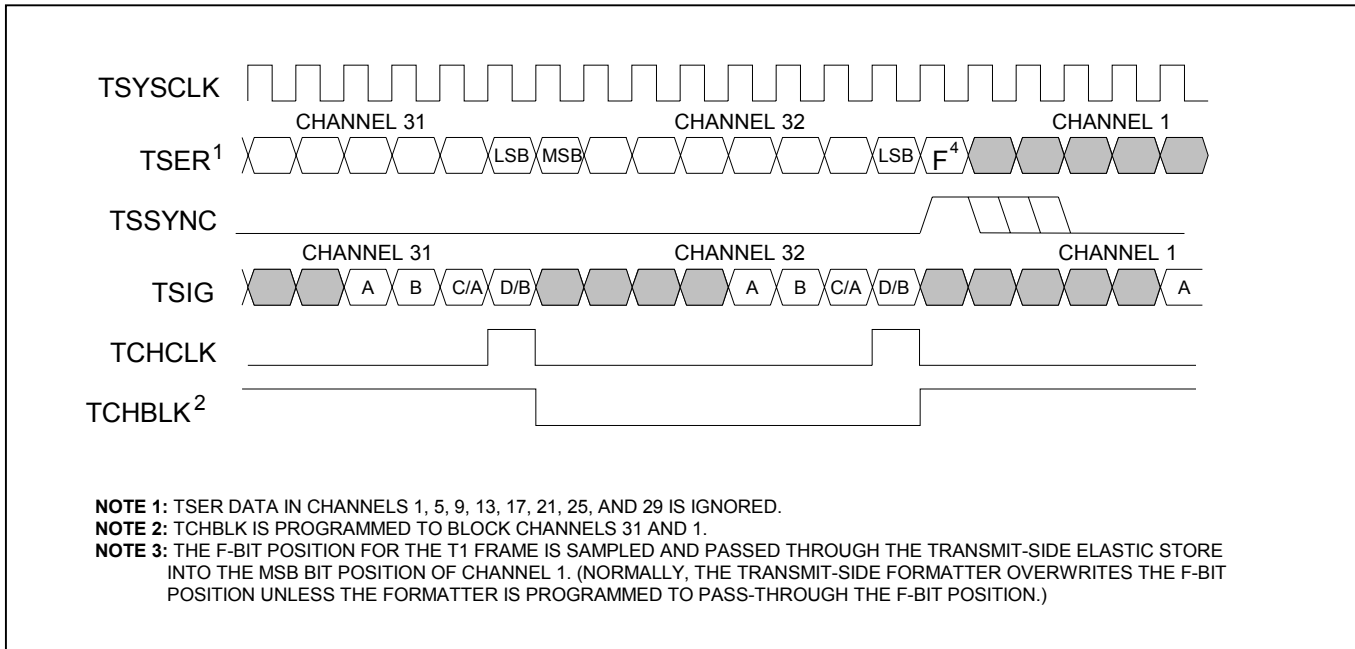 TSYSCLK
CHANNEL 31 CHANNEL 32 CHANNEL 1
TSER1 LSB MSB LSB F4
TSSYNC
CHANNEL 31 CHANNEL 32 CHANNEL 1
TSIG A B C/A D/B A B C/A D/B A
TCHCLK
TCHBLK2
NOTE 1: TSER DATA IN CHANNELS 1, 5, 9, 13, 17, 21, 25, AND 29 IS IGNORED.
NOTE 2: TCHBLK IS PROGRAMMED TO BLOCK CHANNELS 31 AND 1.
NOTE 3: THE F-BIT POSITION FOR THE T1 FRAME IS SAMPLED AND PASSED THROUGH THE TRANSMIT-SIDE ELASTIC STORE
INTO THE MSB BIT POSITION OF CHANNEL 1. (NORMALLY, THE TRANSMIT-SIDE FORMATTER OVERWRITES THE F-BIT
POSITION UNLESS THE FORMATTER IS PROGRAMMED TO PASS-THROUGH THE F-BIT POSITION.)